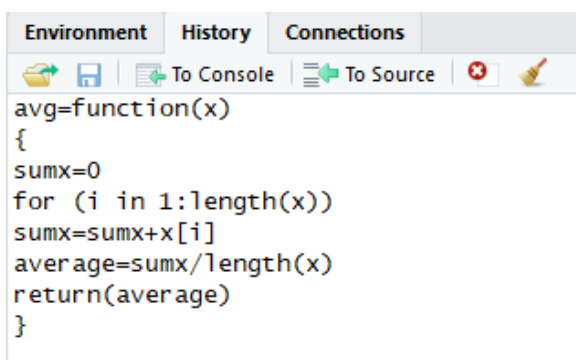 Environment History Connections
To Console To Source
avg=function(x)
{
sumx=0
for (i in 1:length(x))
sumx=sumx+x[i]
average=sumx/length(x)
return(average)
}